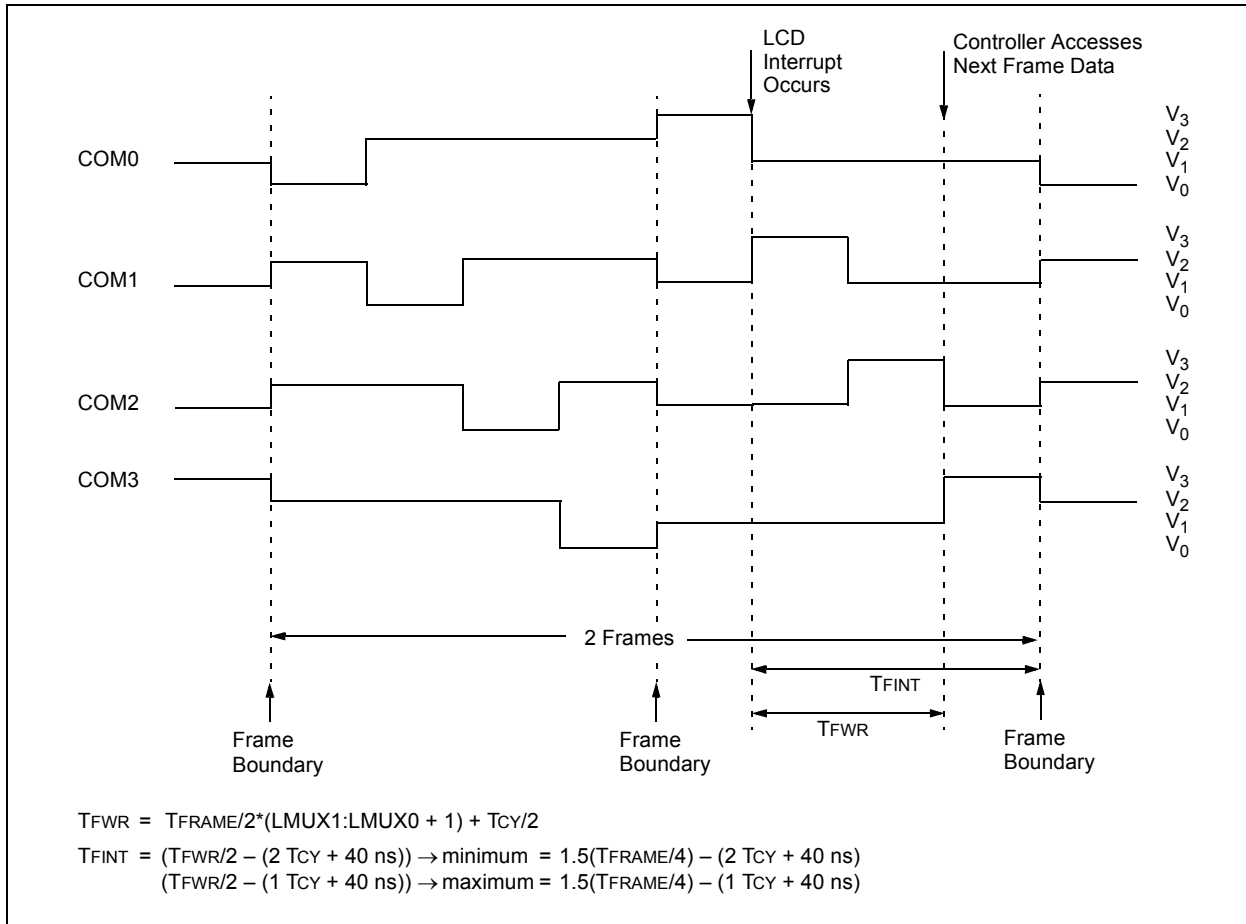 LCD
Interrupt
Occurs
Controller Accesses
Next Frame Data
COM0
V3
V2
V1
V0
COM1
V3
V2
V1
V0
COM2
V3
V2
V1
V0
COM3
V3
V2
V1
V0
2 Frames
TFINT
TFWR
Frame
Boundary
Frame
Boundary
Frame
Boundary
TFWR = TFRAME/2*(LMUX1:LMUX0 + 1) + TCY/2
TFINT = (TFWR/2 – (2 TCY + 40 ns)) → minimum = 1.5(TFRAME/4) – (2 TCY + 40 ns)
(TFWR/2 – (1 TCY + 40 ns)) → maximum = 1.5(TFRAME/4) – (1 TCY + 40 ns)